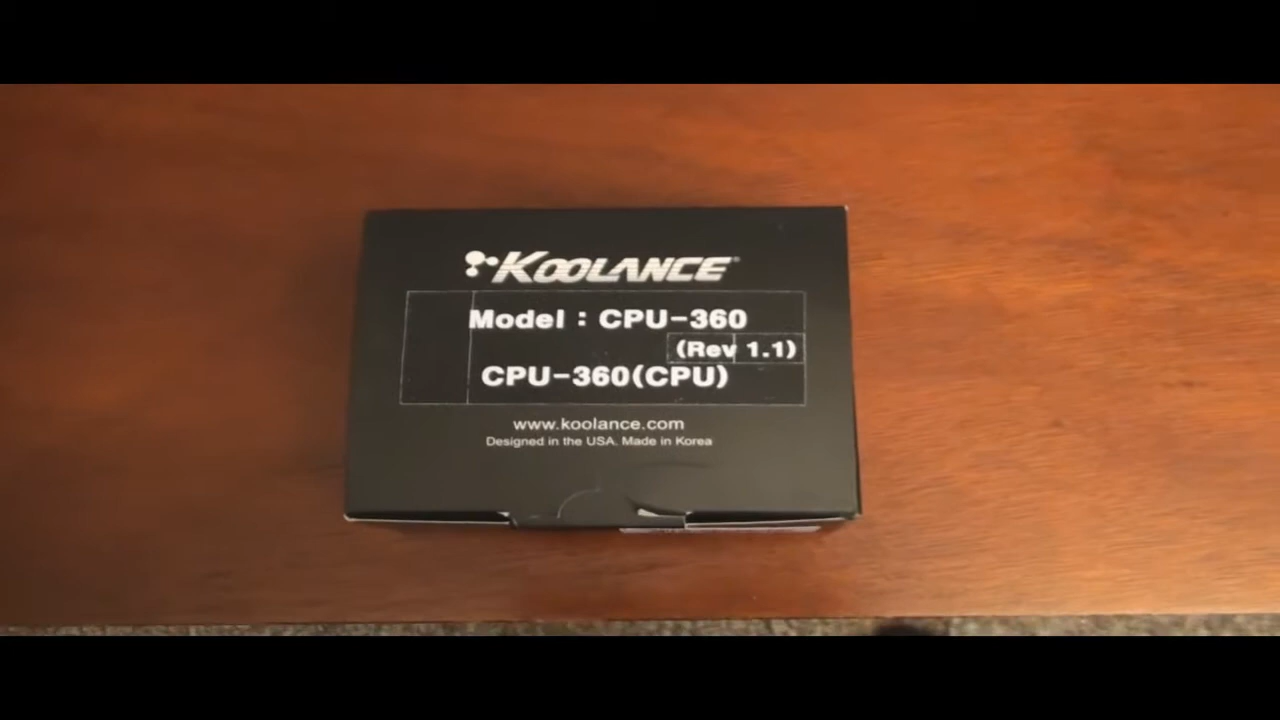 KOOLANCE
Model : CPU-360
(Rev 1.1)
CPU-360(CPU)
www.koolance.com
Designed in the USA. Made in Korea